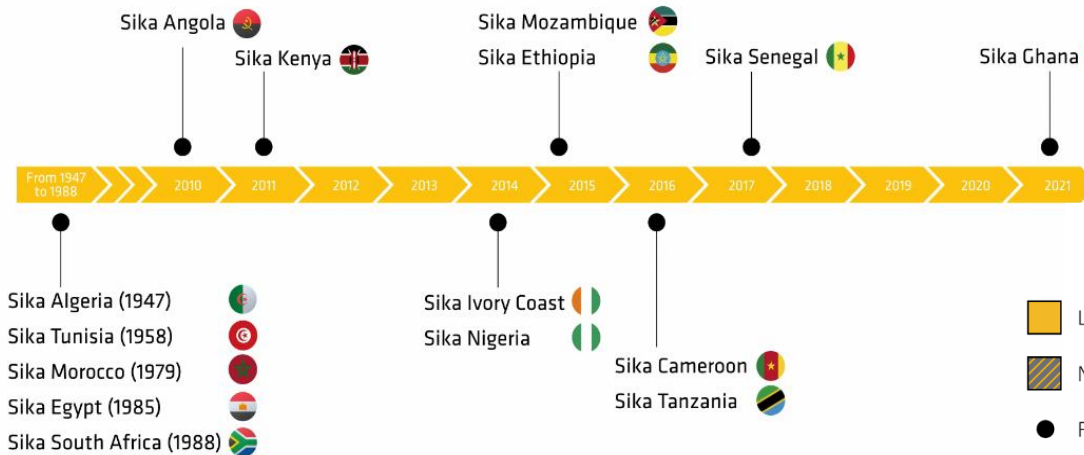 Sika Angola
Sika Kenya
Sika Mozambique
Sika Ethiopia
Sika Senegal
Sika Ghana
From 1947
to 1988
2010
2011
2012
2013
2014
2015
2016
2017
2018
2019
2020
2021
Sika Algeria (1947)
Sika Tunisia (1958)
Sika Morocco (1979)
Sika Egypt (1985)
Sika South Africa (1988)
Sika Ivory Coast
Sika Nigeria
Sika Cameroon
Sika Tanzania